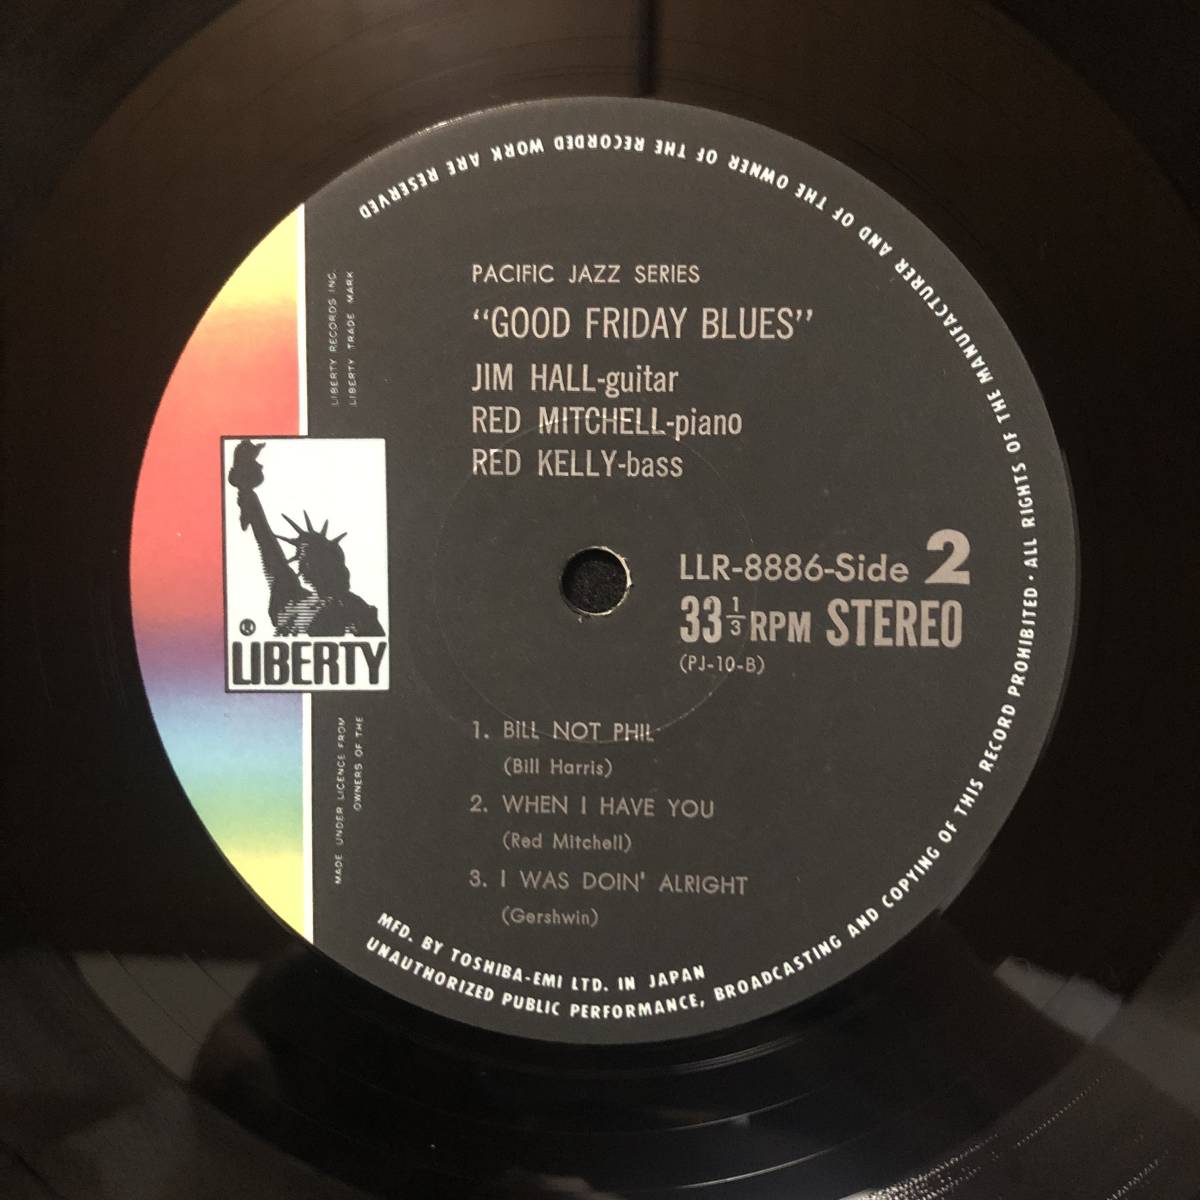 PACIFIC JAZZ SERIES
“GOOD FRIDAY BLUES”
JIM HALL-guitar
RED MITCHELL-piano
RED KELLY-bass
LLR-8886-Side 2
33 1/3 RPM STEREO
(PJ-10-B)
1. BILL NOT PHIL
(Bill Harris)
2. WHEN I HAVE YOU
(Red Mitchell)
3. I WAS DOIN' ALRIGHT
(Gershwin)
LIBERTY RECORDS INC.
LIBERTY TRADE MARK
®
LIBERTY
MADE UNDER LICENCE FROM
OWNERS OF THE
MFD. BY TOSHIBA-EMI LTD. IN JAPAN
UNAUTHORIZED PUBLIC PERFORMANCE, BROADCASTING AND COPYING OF THIS RECORD PROHIBITED · ALL RIGHTS OF THE MANUFACTURER AND OF THE OWNER OF THE RECORDED WORK ARE RESERVED